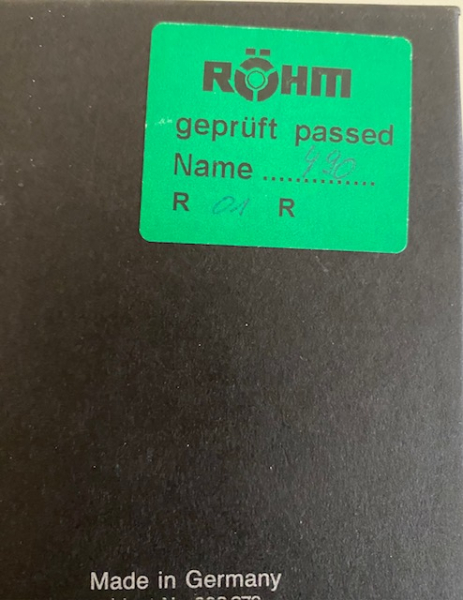 RÖHM
geprüft passed
Name ..............
R 01 R
Made in Germany